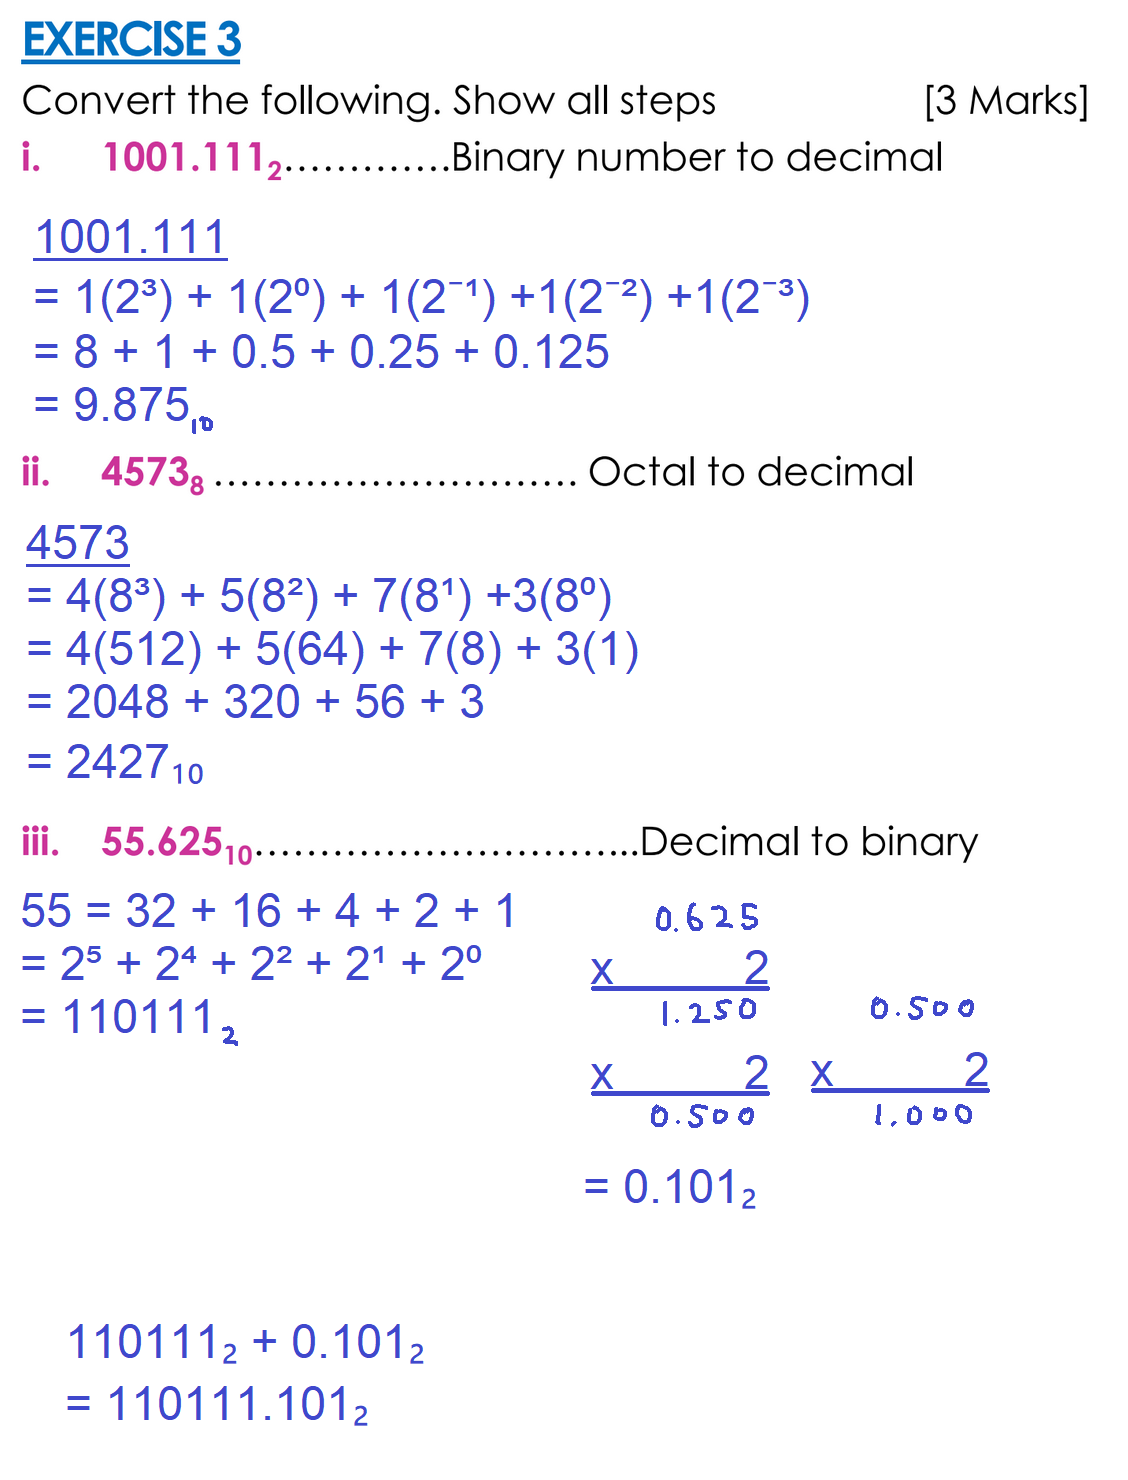 EXERCISE 3
Convert the following. Show all steps [3 Marks]
i. 1001.111₂.............Binary number to decimal
1001.111
= 1(2³) + 1(2⁰) + 1(2⁻¹) +1(2⁻²) +1(2⁻³)
= 8 + 1 + 0.5 + 0.25 + 0.125
= 9.875₁₀
ii. 4573₈ ............................ Octal to decimal
4573
= 4(8³) + 5(8²) + 7(8¹) +3(8⁰)
= 4(512) + 5(64) + 7(8) + 3(1)
= 2048 + 320 + 56 + 3
= 2427₁₀
iii. 55.625₁₀..............................Decimal to binary
55 = 32 + 16 + 4 + 2 + 1
= 2⁵ + 2⁴ + 2² + 2¹ + 2⁰
= 110111₂
0.625
x 2
1.250
x 2
0.500
0.500
x 2
1.000
= 0.101₂
110111₂ + 0.101₂
= 110111.101₂